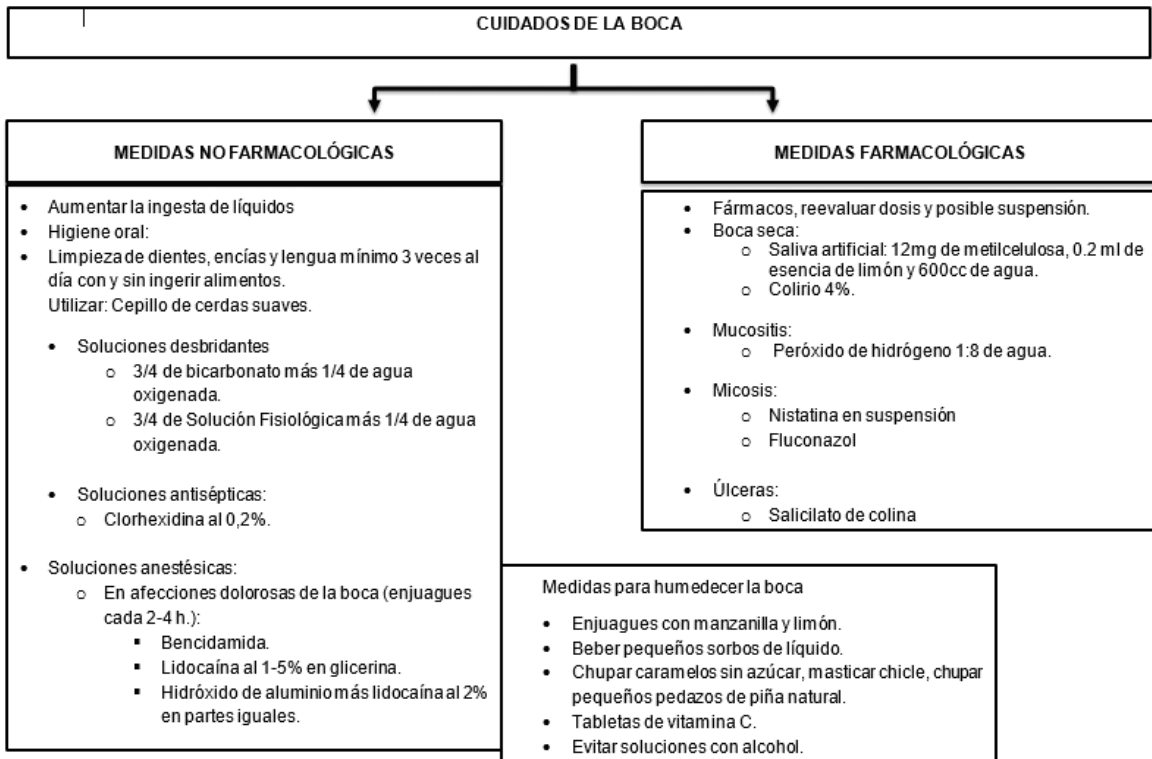 CUIDADOS DE LA BOCA
MEDIDAS NO FARMACOLÓGICAS
• Aumentar la ingesta de líquidos
• Higiene oral:
• Limpieza de dientes, encías y lengua mínimo 3 veces al
día con y sin ingerir alimentos.
Utilizar: Cepillo de cerdas suaves.
• Soluciones desbridantes
o 3/4 de bicarbonato más 1/4 de agua
oxigenada.
o 3/4 de Solución Fisiológica más 1/4 de agua
oxigenada.
• Soluciones antisépticas:
o Clorhexidina al 0,2%.
• Soluciones anestésicas:
o En afecciones dolorosas de la boca (enjuagues
cada 2-4 h.):
▪ Bencidamida.
▪ Lidocaína al 1-5% en glicerina.
▪ Hidróxido de aluminio más lidocaína al 2%
en partes iguales.
MEDIDAS FARMACOLÓGICAS
• Fármacos, reevaluar dosis y posible suspensión.
• Boca seca:
o Saliva artificial: 12mg de metilcelulosa, 0.2 ml de
esencia de limón y 600cc de agua.
o Colirio 4%.
• Mucositis:
o Peróxido de hidrógeno 1:8 de agua.
• Micosis:
o Nistatina en suspensión
o Fluconazol
• Úlceras:
o Salicilato de colina
Medidas para humedecer la boca
• Enjuagues con manzanilla y limón.
• Beber pequeños sorbos de líquido.
• Chupar caramelos sin azúcar, masticar chicle, chupar
pequeños pedazos de piña natural.
• Tabletas de vitamina C.
• Evitar soluciones con alcohol.